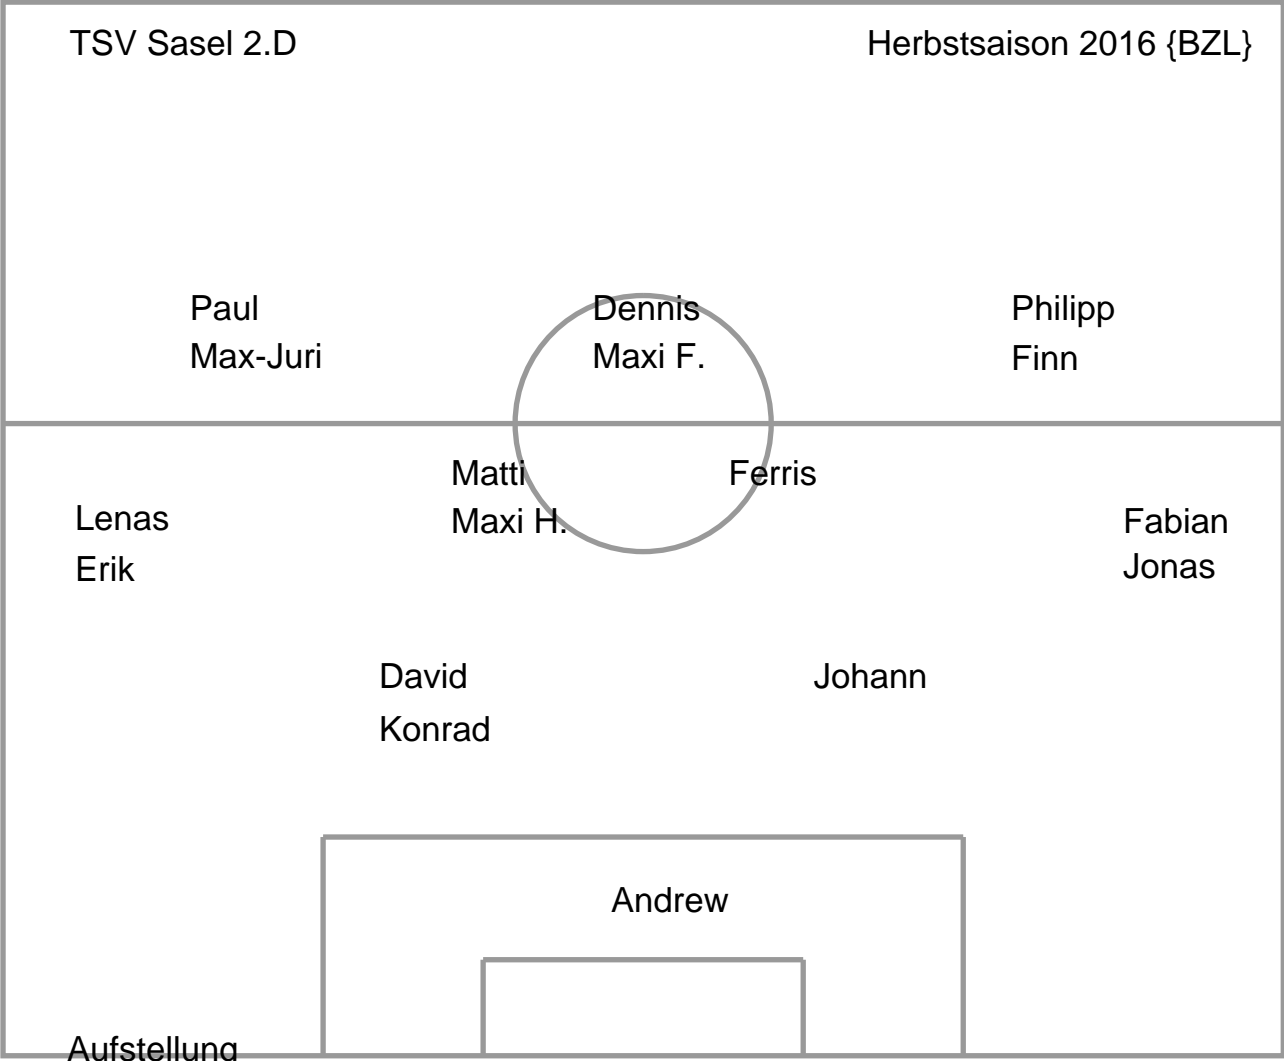 TSV Sasel 2.D
Herbstsaison 2016 {BZL}
Paul
Max-Juri
Dennis
Maxi F.
Philipp
Finn
Matti
Maxi H.
Ferris
Lenas
Erik
Fabian
Jonas
David
Konrad
Johann
Andrew
Aufstellung